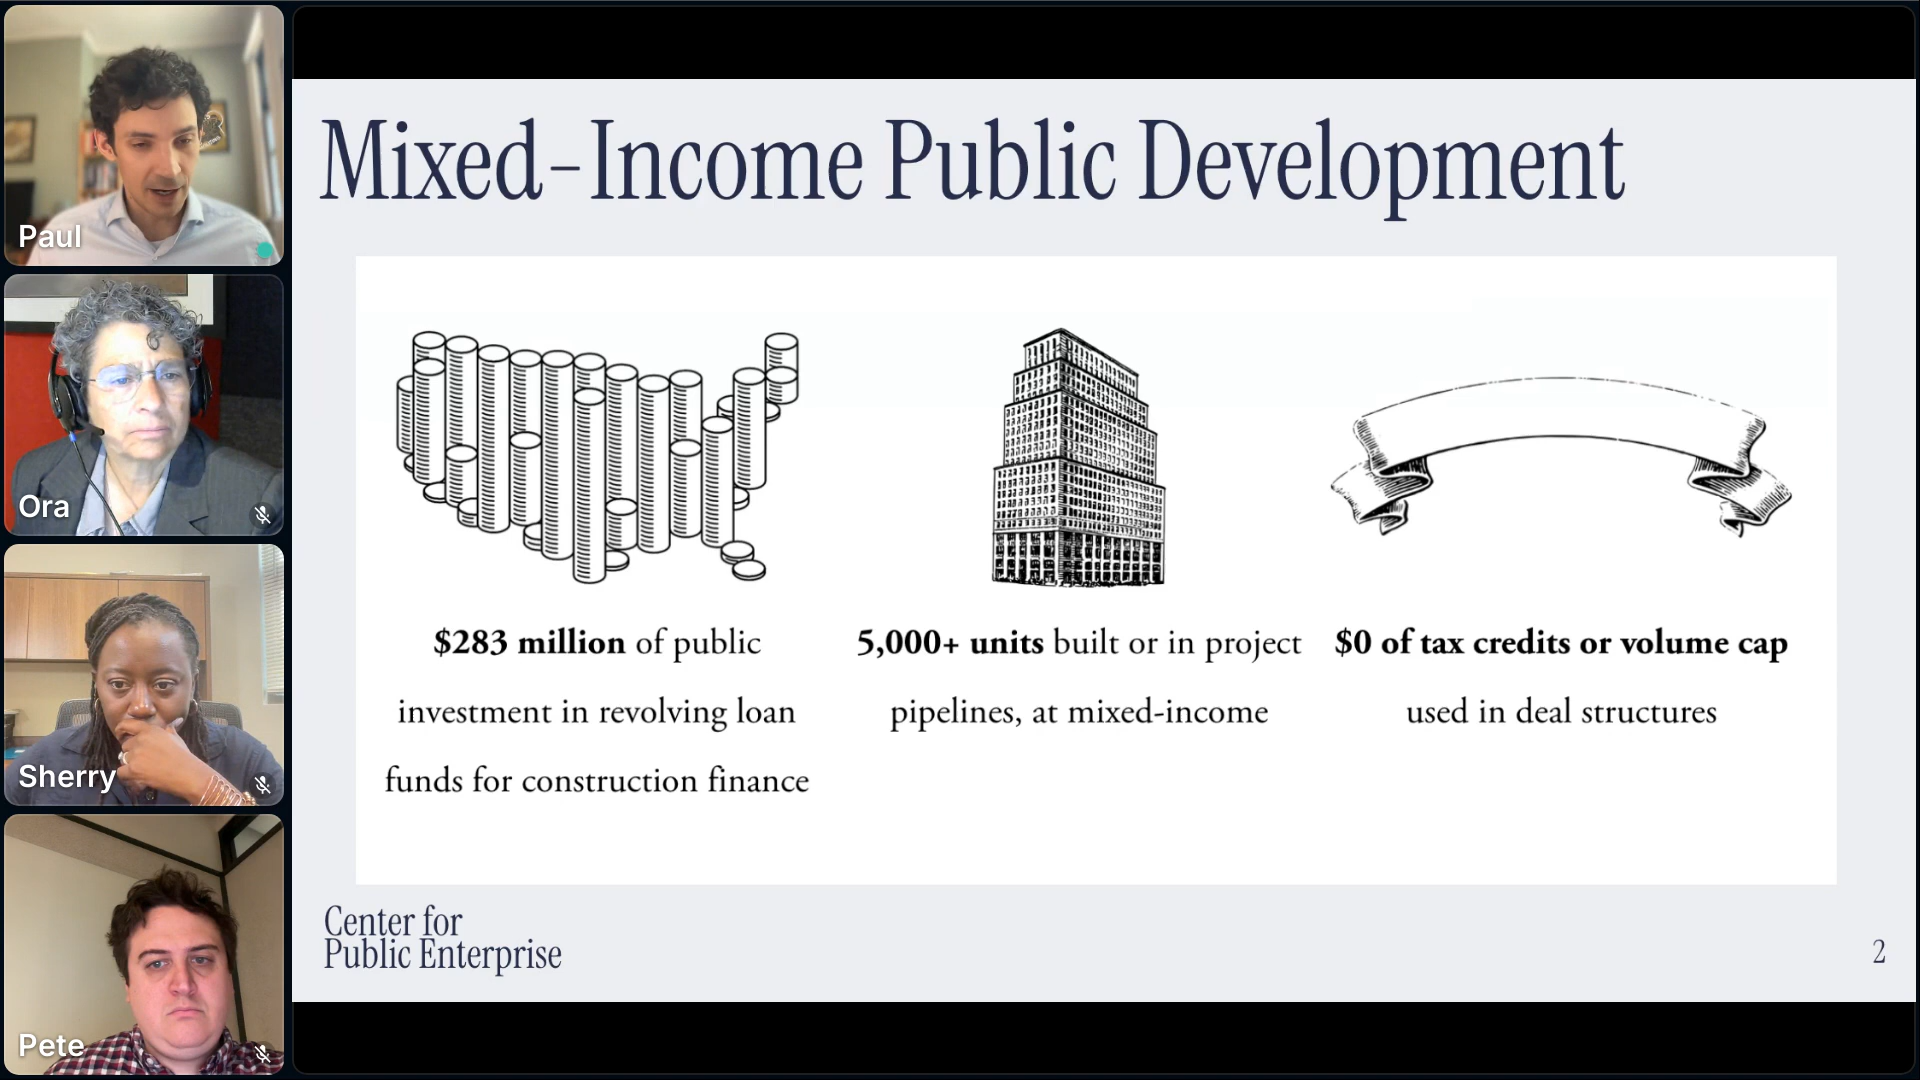 Paul
Ora
Sherry
Pete
Mixed-Income Public Development
$283 million of public
investment in revolving loan
funds for construction finance
5,000+ units built or in project
pipelines, at mixed-income
$0 of tax credits or volume cap
used in deal structures
Center for
Public Enterprise
2